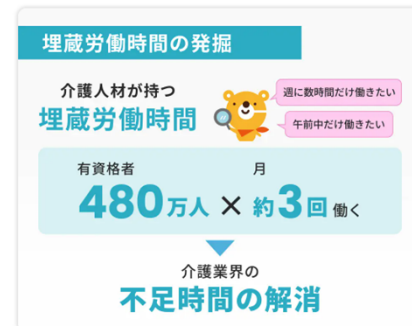 埋蔵労働時間の発掘
介護人材が持つ
埋蔵労働時間
週に数時間だけ働きたい
午前中だけ働きたい
有資格者
480万人
×
月
約3回 働く
介護業界の
不足時間の解消